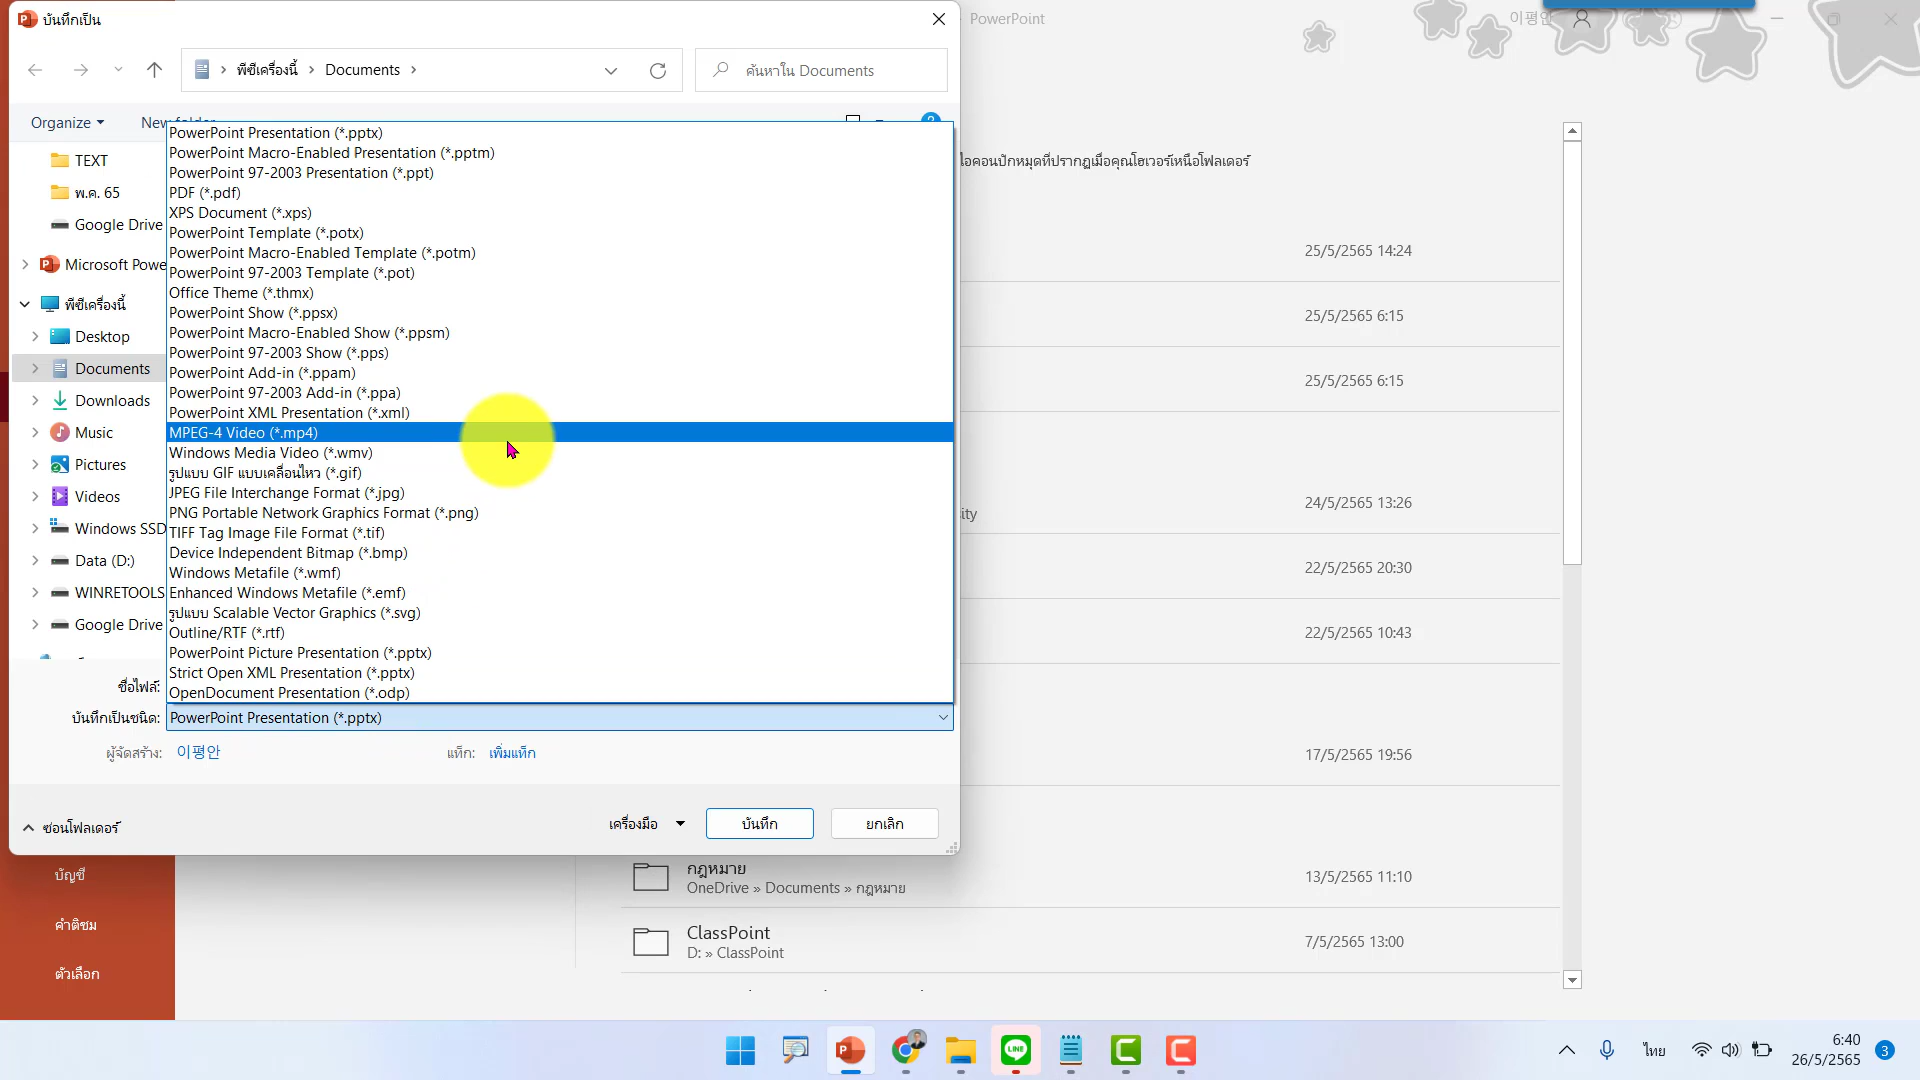 บันทึกเป็น
PowerPoint
이평안
พีซีเครื่องนี้ Documents
ค้นหาใน Documents
Organize
New folder
TEXT
พ.ค. 65
Google Drive
Microsoft Powe
พีซีเครื่องนี้
Desktop
Documents
Downloads
Music
Pictures
Videos
Windows SSD
Data (D:)
WINRETOOLS
Google Drive
PowerPoint Presentation (*.pptx)
PowerPoint Macro-Enabled Presentation (*.pptm)
PowerPoint 97-2003 Presentation (*.ppt)
PDF (*.pdf)
XPS Document (*.xps)
PowerPoint Template (*.potx)
PowerPoint Macro-Enabled Template (*.potm)
PowerPoint 97-2003 Template (*.pot)
Office Theme (*.thmx)
PowerPoint Show (*.ppsx)
PowerPoint Macro-Enabled Show (*.ppsm)
PowerPoint 97-2003 Show (*.pps)
PowerPoint Add-in (*.ppam)
PowerPoint 97-2003 Add-in (*.ppa)
PowerPoint XML Presentation (*.xml)
MPEG-4 Video (*.mp4)
Windows Media Video (*.wmv)
รูปแบบ GIF แบบเคลื่อนไหว (*.gif)
JPEG File Interchange Format (*.jpg)
PNG Portable Network Graphics Format (*.png)
TIFF Tag Image File Format (*.tif)
Device Independent Bitmap (*.bmp)
Windows Metafile (*.wmf)
Enhanced Windows Metafile (*.emf)
รูปแบบ Scalable Vector Graphics (*.svg)
Outline/RTF (*.rtf)
PowerPoint Picture Presentation (*.pptx)
Strict Open XML Presentation (*.pptx)
OpenDocument Presentation (*.odp)
ชื่อไฟล์:
บันทึกเป็นชนิด: PowerPoint Presentation (*.pptx)
ผู้จัดสร้าง: 이평안
แท็ก: เพิ่มแท็ก
ซ่อนโฟลเดอร์
เครื่องมือ
บันทึก
ยกเลิก
ไอคอนปักหมุดที่ปรากฏเมื่อคุณโฮเวอร์เหนือโฟลเดอร์
25/5/2565 14:24
25/5/2565 6:15
25/5/2565 6:15
sity
24/5/2565 13:26
22/5/2565 20:30
22/5/2565 10:43
17/5/2565 19:56
กฎหมาย
OneDrive » Documents » กฎหมาย
13/5/2565 11:10
ClassPoint
D: » ClassPoint
7/5/2565 13:00
บัญชี
คำติชม
ตัวเลือก
LINE
ไทย
6:40
26/5/2565
3